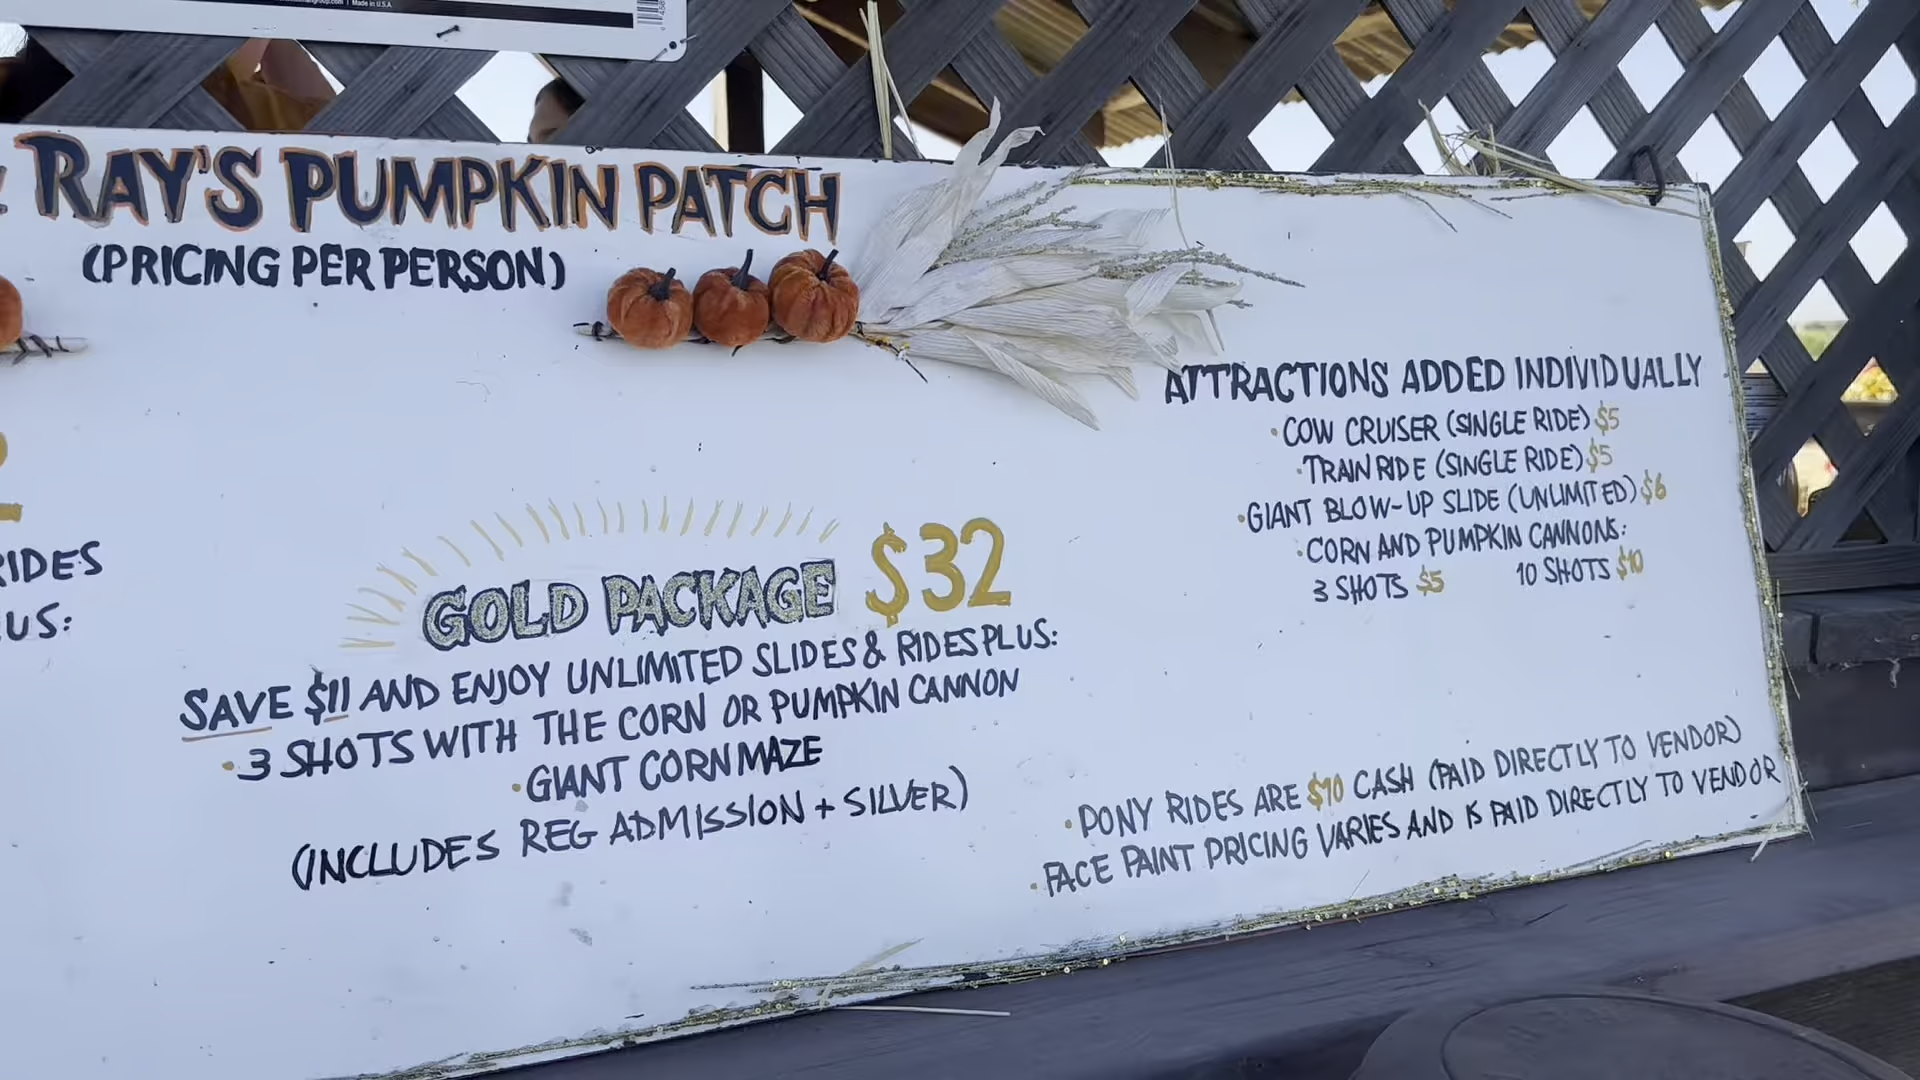 Made in U.S.A
RAY'S PUMPKIN PATCH
(PRICING PER PERSON)
RIDES
US:
GOLD PACKAGE $32
SAVE $11 AND ENJOY UNLIMITED SLIDES & RIDES PLUS:
• 3 SHOTS WITH THE CORN OR PUMPKIN CANNON
• GIANT CORN MAZE
(INCLUDES REG ADMISSION + SILVER)
ATTRACTIONS ADDED INDIVIDUALLY
• COW CRUISER (SINGLE RIDE) $5
• TRAIN RIDE (SINGLE RIDE) $5
• GIANT BLOW-UP SLIDE (UNLIMITED) $6
• CORN AND PUMPKIN CANNONS:
3 SHOTS $5 10 SHOTS $10
• PONY RIDES ARE $10 CASH (PAID DIRECTLY TO VENDOR)
• FACE PAINT PRICING VARIES AND IS PAID DIRECTLY TO VENDOR